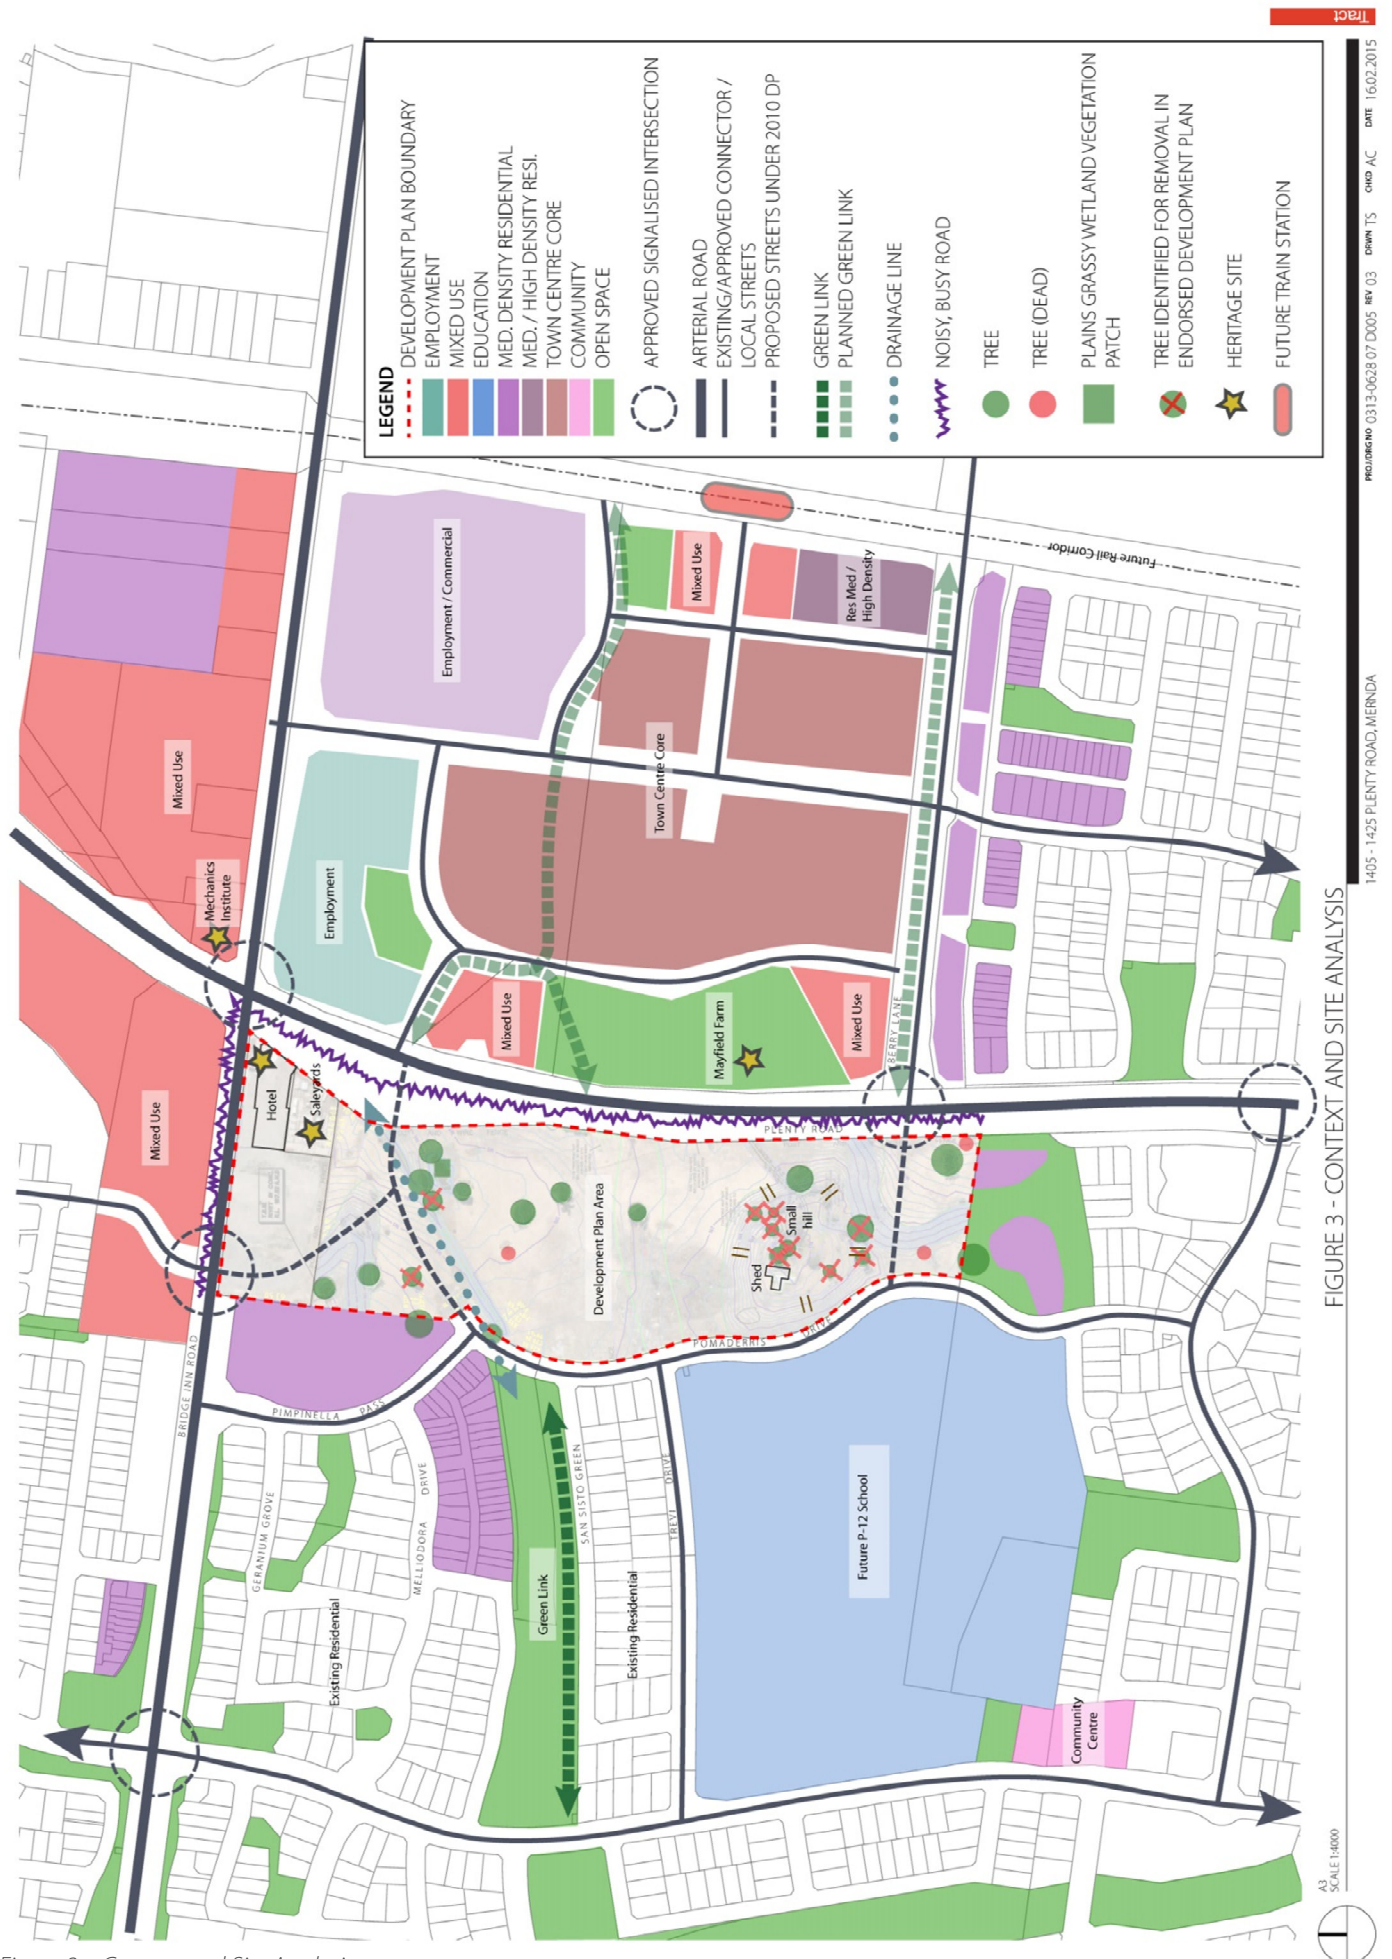 Tract
LEGEND
DEVELOPMENT PLAN BOUNDARY
EMPLOYMENT
MIXED USE
EDUCATION
MED. DENSITY RESIDENTIAL
MED. / HIGH DENSITY RESI.
TOWN CENTRE CORE
COMMUNITY
OPEN SPACE
APPROVED SIGNALISED INTERSECTION
ARTERIAL ROAD
EXISTING/APPROVED CONNECTOR /
LOCAL STREETS
PROPOSED STREETS UNDER 2010 DP
GREEN LINK
PLANNED GREEN LINK
DRAINAGE LINE
NOISY, BUSY ROAD
TREE
TREE (DEAD)
PLAINS GRASSY WETLAND VEGETATION
PATCH
TREE IDENTIFIED FOR REMOVAL IN
ENDORSED DEVELOPMENT PLAN
HERITAGE SITE
FUTURE TRAIN STATION
Mixed Use
Mechanics
Institute
Mixed Use
Employment / Commercial
Employment
Mixed Use
Res Med /
High Density
Future Rail Corridor
Town Centre Core
Mixed Use
Mayfield Farm
Mixed Use
BERRY LANE
PLENTY ROAD
Hotel
Saleyards
Development Plan Area
Small
hill
Shed
POMADERRIS
DRIVE
BRIDGE INN ROAD
PIMPINELLA
PASS
GERANIUM GROVE
MELLIODORA
DRIVE
Existing Residential
Green Link
SAN SISTO GREEN
Existing Residential
TREVI
DRIVE
Future P-12 School
Community
Centre
FIGURE 3 - CONTEXT AND SITE ANALYSIS
1405 - 1425 PLENTY ROAD, MERNDA
PROJ/DRG NO 0313-0628 07 D005 REV 03 DRWN TS CHKD AC DATE 16.02.2015
A3
SCALE 1:4000